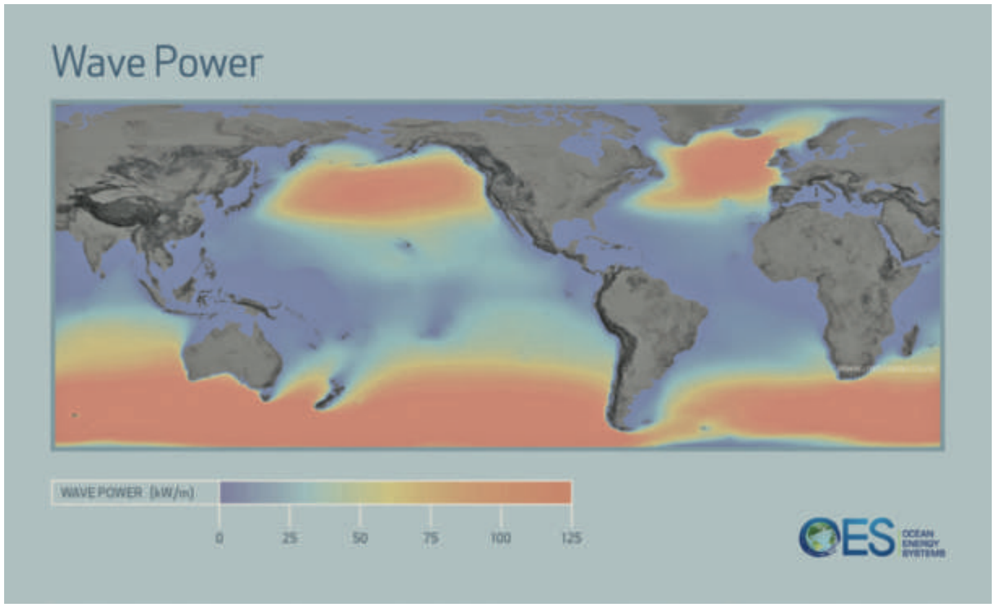 Wave Power
WAVE POWER (kW/m)
0 25 50 75 100 125
OES OCEAN
ENERGY
SYSTEMS